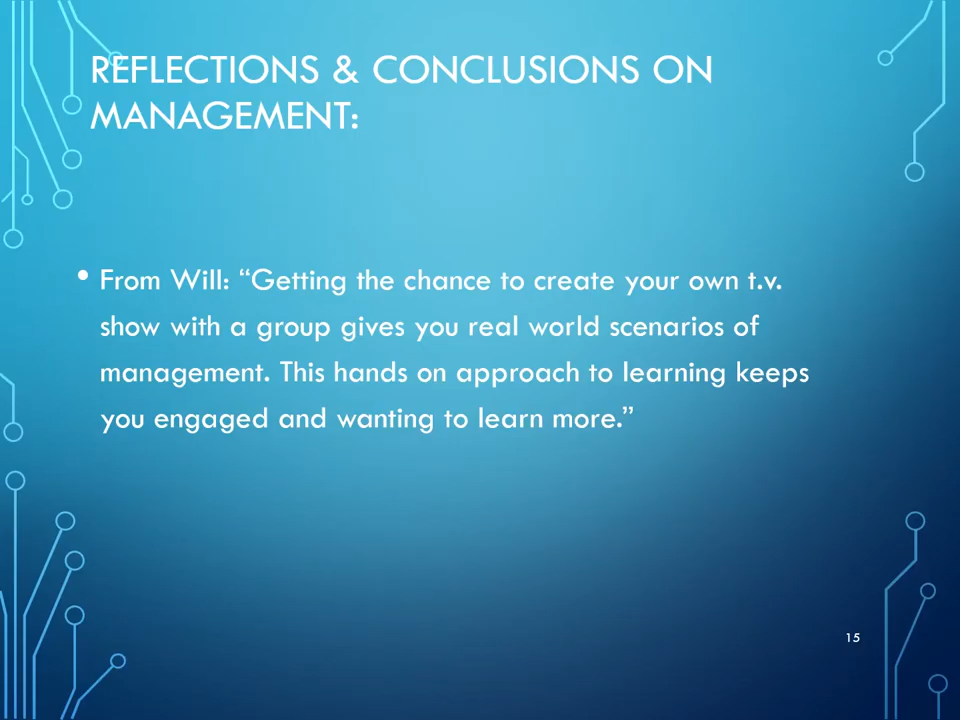 REFLECTIONS & CONCLUSIONS ON
MANAGEMENT:
• From Will: “Getting the chance to create your own t.v.
show with a group gives you real world scenarios of
management. This hands on approach to learning keeps
you engaged and wanting to learn more.”
15